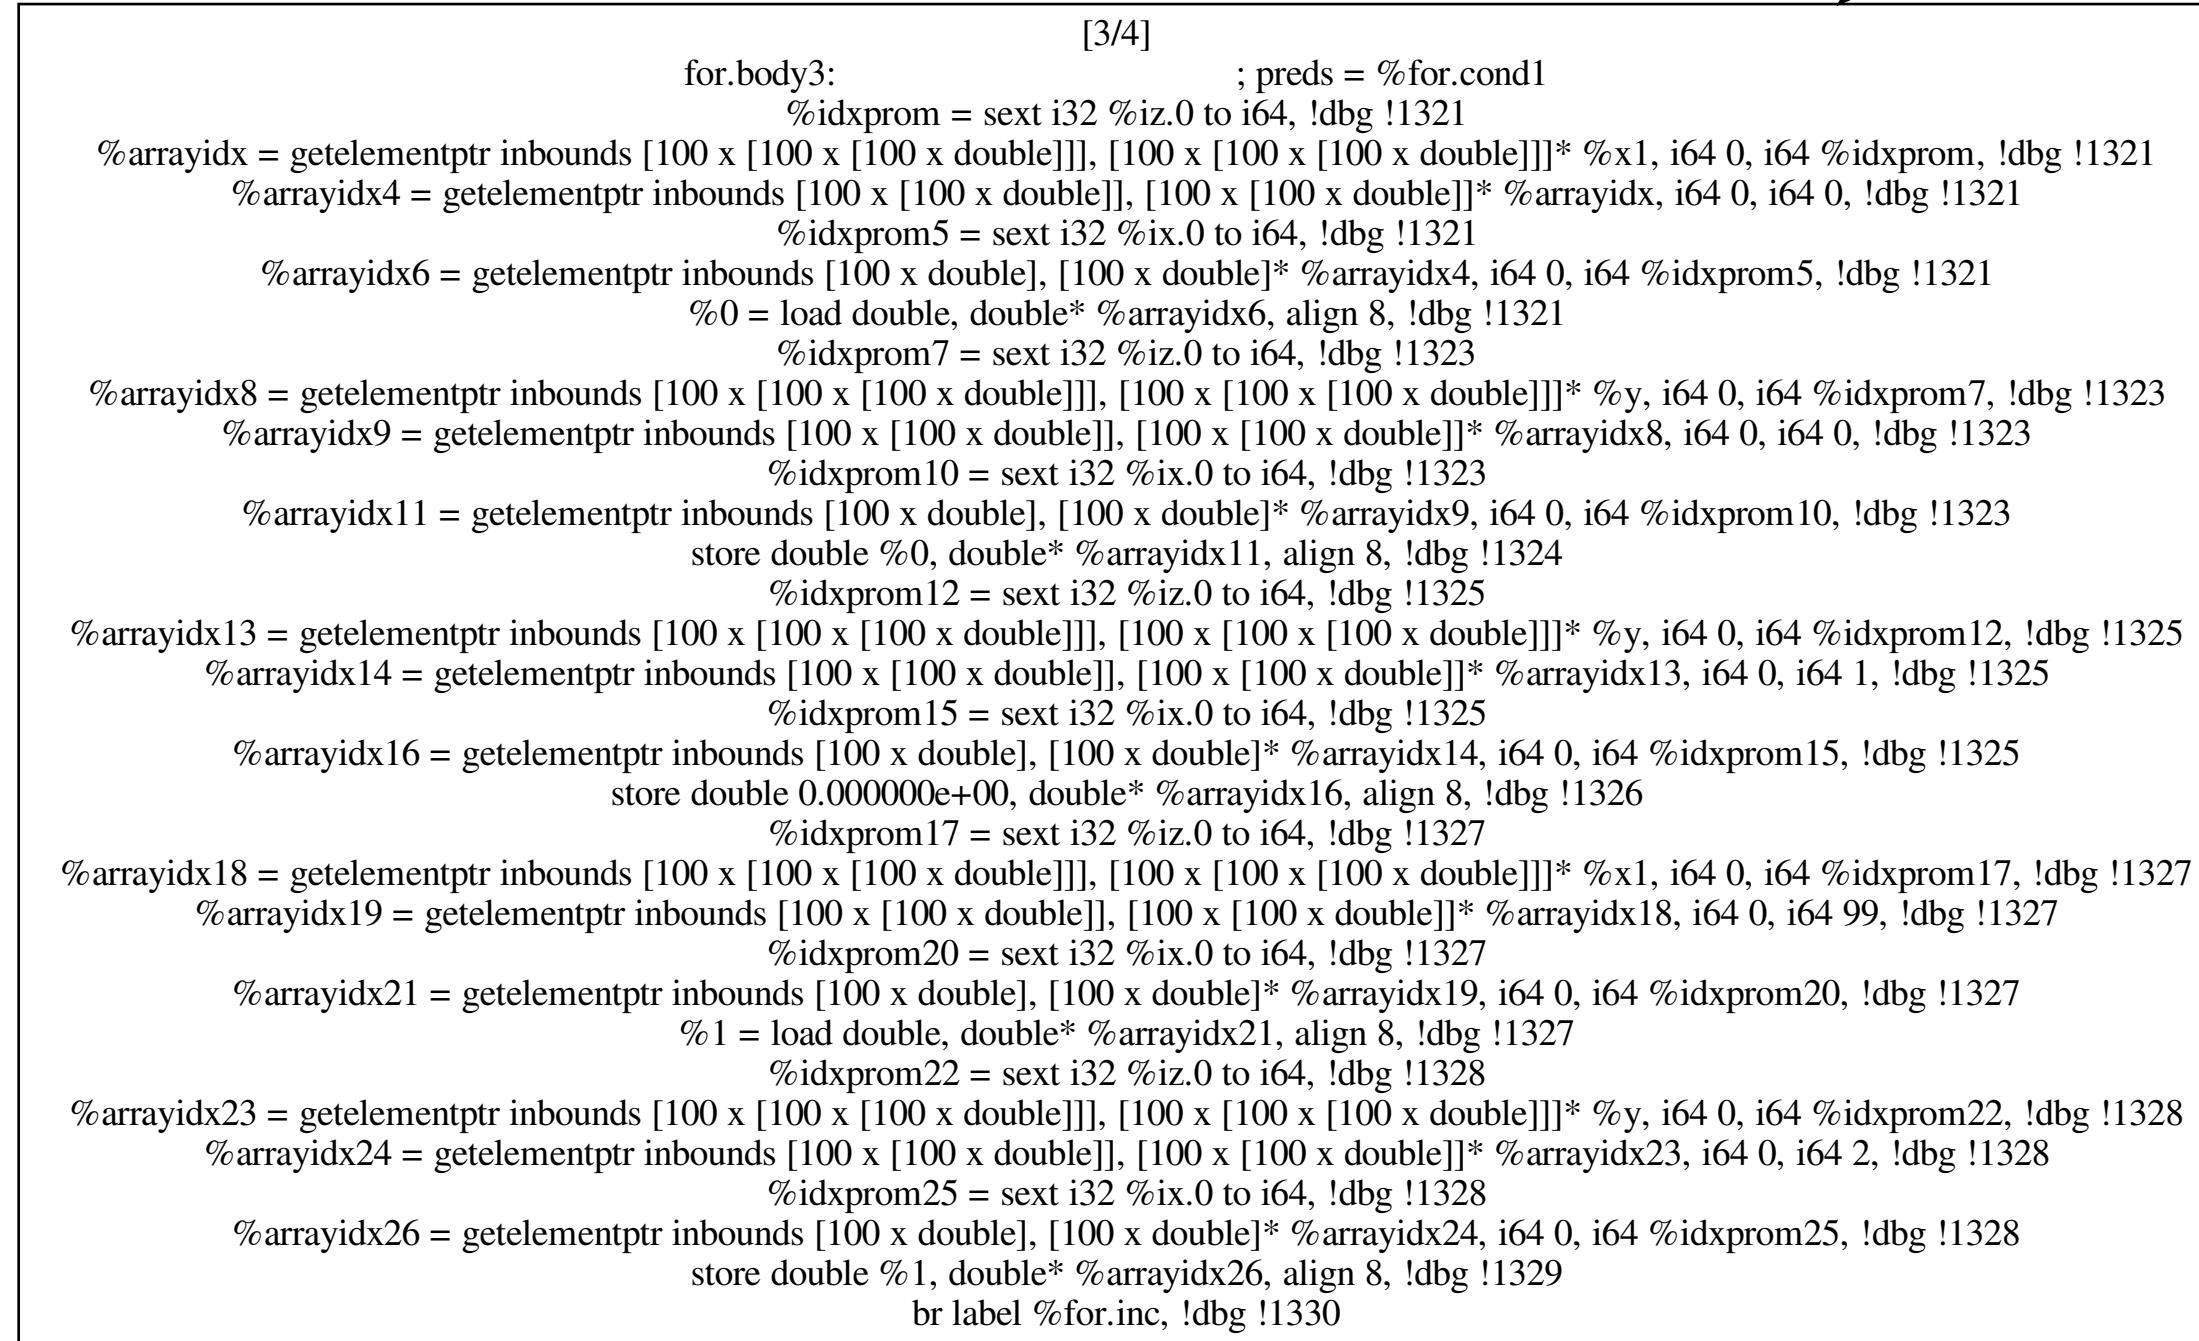 [3/4]
for.body3: ; preds = %for.cond1
%idxprom = sext i32 %iz.0 to i64, !dbg !1321
%arrayidx = getelementptr inbounds [100 x [100 x [100 x double]]], [100 x [100 x [100 x double]]]* %x1, i64 0, i64 %idxprom, !dbg !1321
%arrayidx4 = getelementptr inbounds [100 x [100 x double]], [100 x [100 x double]]* %arrayidx, i64 0, i64 0, !dbg !1321
%idxprom5 = sext i32 %ix.0 to i64, !dbg !1321
%arrayidx6 = getelementptr inbounds [100 x double], [100 x double]* %arrayidx4, i64 0, i64 %idxprom5, !dbg !1321
%0 = load double, double* %arrayidx6, align 8, !dbg !1321
%idxprom7 = sext i32 %iz.0 to i64, !dbg !1323
%arrayidx8 = getelementptr inbounds [100 x [100 x [100 x double]]], [100 x [100 x [100 x double]]]* %y, i64 0, i64 %idxprom7, !dbg !1323
%arrayidx9 = getelementptr inbounds [100 x [100 x double]], [100 x [100 x double]]* %arrayidx8, i64 0, i64 0, !dbg !1323
%idxprom10 = sext i32 %ix.0 to i64, !dbg !1323
%arrayidx11 = getelementptr inbounds [100 x double], [100 x double]* %arrayidx9, i64 0, i64 %idxprom10, !dbg !1323
store double %0, double* %arrayidx11, align 8, !dbg !1324
%idxprom12 = sext i32 %iz.0 to i64, !dbg !1325
%arrayidx13 = getelementptr inbounds [100 x [100 x [100 x double]]], [100 x [100 x [100 x double]]]* %y, i64 0, i64 %idxprom12, !dbg !1325
%arrayidx14 = getelementptr inbounds [100 x [100 x double]], [100 x [100 x double]]* %arrayidx13, i64 0, i64 1, !dbg !1325
%idxprom15 = sext i32 %ix.0 to i64, !dbg !1325
%arrayidx16 = getelementptr inbounds [100 x double], [100 x double]* %arrayidx14, i64 0, i64 %idxprom15, !dbg !1325
store double 0.000000e+00, double* %arrayidx16, align 8, !dbg !1326
%idxprom17 = sext i32 %iz.0 to i64, !dbg !1327
%arrayidx18 = getelementptr inbounds [100 x [100 x [100 x double]]], [100 x [100 x [100 x double]]]* %x1, i64 0, i64 %idxprom17, !dbg !1327
%arrayidx19 = getelementptr inbounds [100 x [100 x double]], [100 x [100 x double]]* %arrayidx18, i64 0, i64 99, !dbg !1327
%idxprom20 = sext i32 %ix.0 to i64, !dbg !1327
%arrayidx21 = getelementptr inbounds [100 x double], [100 x double]* %arrayidx19, i64 0, i64 %idxprom20, !dbg !1327
%1 = load double, double* %arrayidx21, align 8, !dbg !1327
%idxprom22 = sext i32 %iz.0 to i64, !dbg !1328
%arrayidx23 = getelementptr inbounds [100 x [100 x [100 x double]]], [100 x [100 x [100 x double]]]* %y, i64 0, i64 %idxprom22, !dbg !1328
%arrayidx24 = getelementptr inbounds [100 x [100 x double]], [100 x [100 x double]]* %arrayidx23, i64 0, i64 2, !dbg !1328
%idxprom25 = sext i32 %ix.0 to i64, !dbg !1328
%arrayidx26 = getelementptr inbounds [100 x double], [100 x double]* %arrayidx24, i64 0, i64 %idxprom25, !dbg !1328
store double %1, double* %arrayidx26, align 8, !dbg !1329
br label %for.inc, !dbg !1330